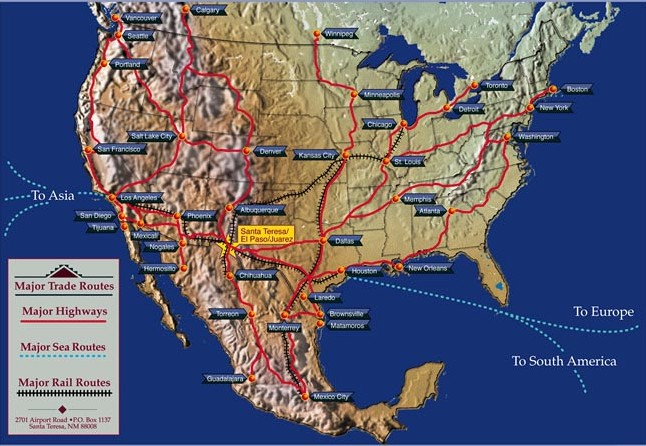 Calgary
Vancouver
Seattle
Winnipeg
Portland
Toronto
Boston
Minneapolis
Detroit
New York
Chicago
Salt Lake City
Washington
San Francisco
Denver
Kansas City
St. Louis
To Asia
Los Angeles
Memphis
Albuquerque
Atlanta
San Diego
Phoenix
Tijuana
Mexicali
Santa Teresa/
El Paso/Juarez
Dallas
Nogales
Hermosillo
Chihuahua
Houston
New Orleans
Laredo
Torreon
Brownsville
Matamoros
Monterrey
To Europe
To South America
Guadalajara
Mexico City
Major Trade Routes
Major Highways
Major Sea Routes
Major Rail Routes
2701 Airport Road •P.O. Box 1137
Santa Teresa, NM 88008